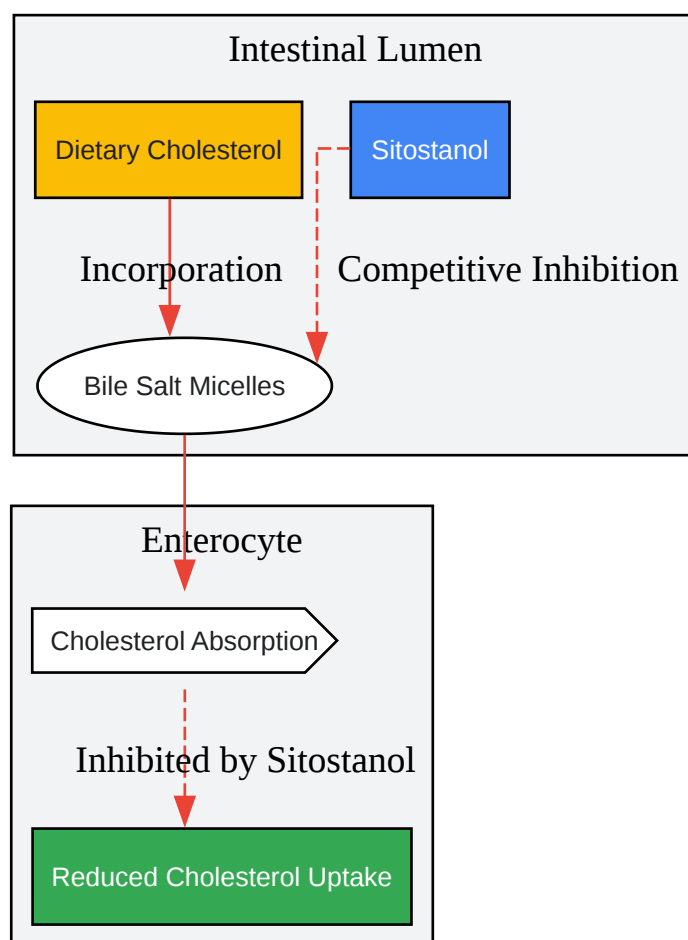 Intestinal Lumen
Dietary Cholesterol
Sitostanol
Incorporation
Competitive Inhibition
Bile Salt Micelles
Enterocyte
Cholesterol Absorption
Inhibited by Sitostanol
Reduced Cholesterol Uptake